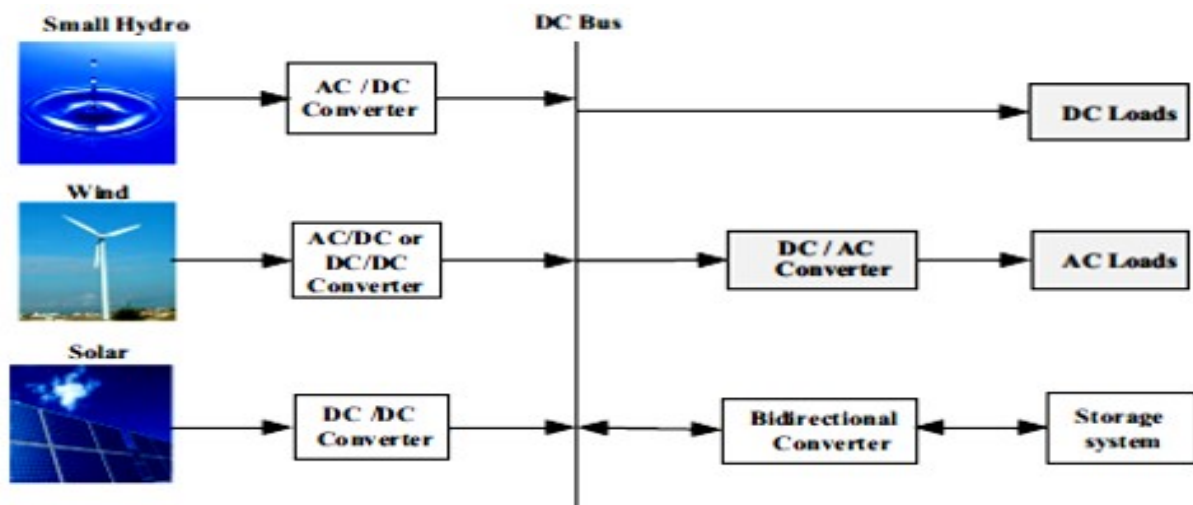 Small Hydro
DC Bus
AC / DC
Converter
DC Loads
Wind
AC/DC or
DC/DC
Converter
DC / AC
Converter
AC Loads
Solar
DC /DC
Converter
Bidirectional
Converter
Storage
system